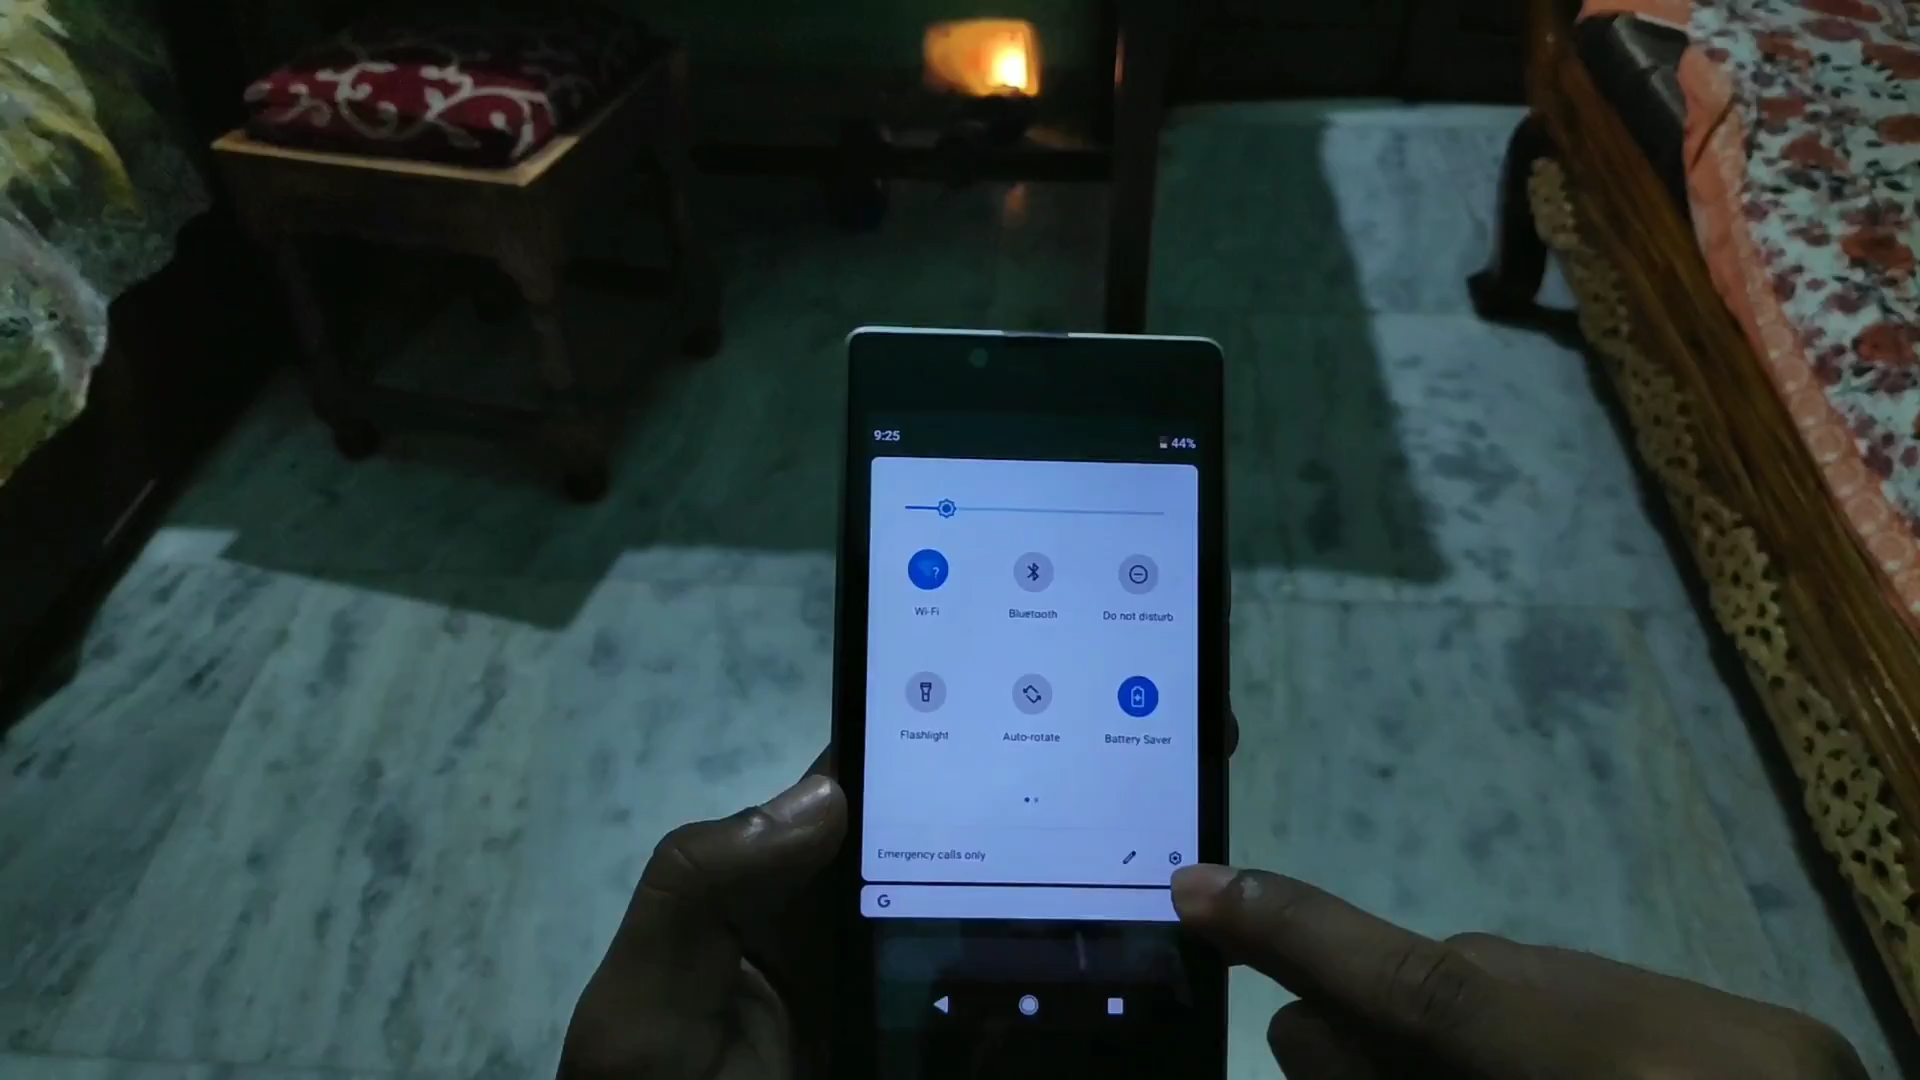 9:25 44%
?
Wi-Fi Bluetooth Do not disturb
Flashlight Auto-rotate Battery Saver
Emergency calls only
G